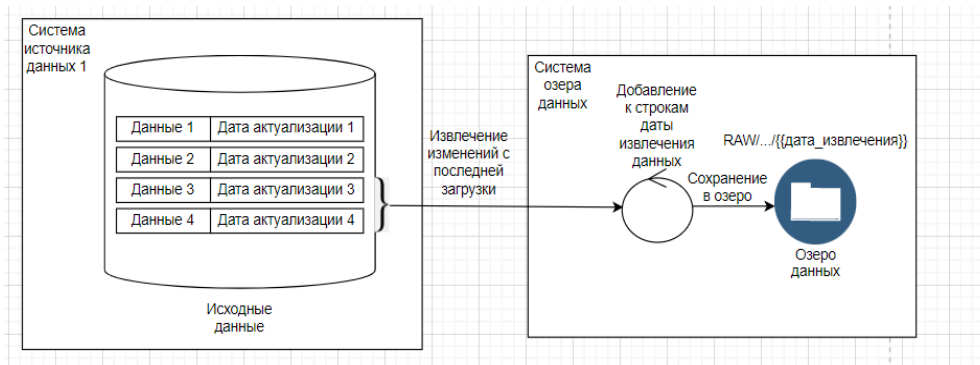 Система
источника
данных 1
Данные 1 Дата актуализации 1
Данные 2 Дата актуализации 2
Данные 3 Дата актуализации 3
Данные 4 Дата актуализации 4
Исходные
данные
Извлечение
изменений с
последней
загрузки
Система
озера
данных
Добавление
к строкам
даты
извлечения
данных
Сохранение
в озеро
RAW/.../{{дата_извлечения}}
Озеро
данных